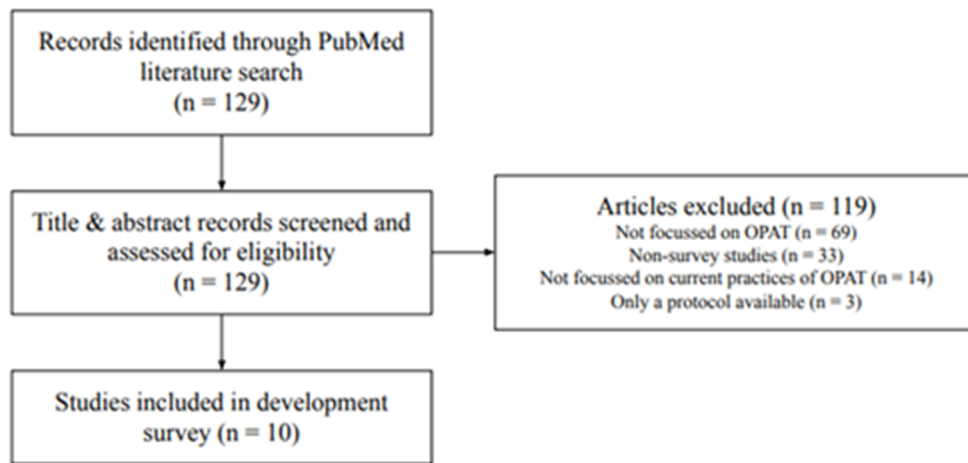 Records identified through PubMed
literature search
(n = 129)
Title & abstract records screened and
assessed for eligibility
(n = 129)
Articles excluded (n = 119)
Not focussed on OPAT (n = 69)
Non-survey studies (n = 33)
Not focussed on current practices of OPAT (n = 14)
Only a protocol available (n = 3)
Studies included in development
survey (n = 10)